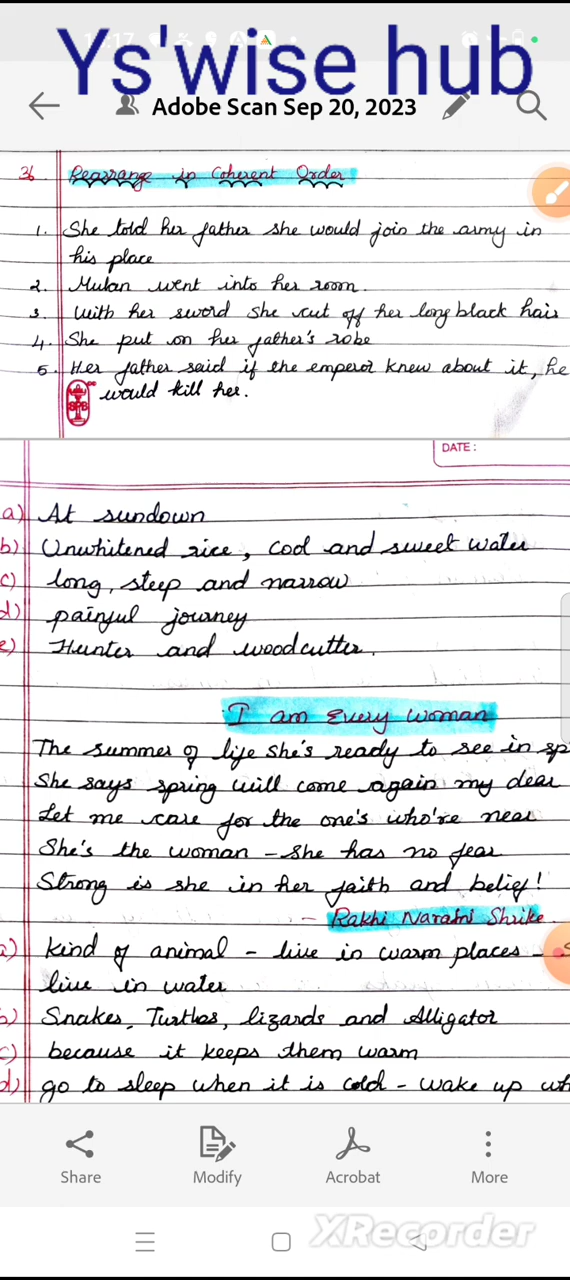 Ys'wise hub
Adobe Scan Sep 20, 2023
36. Rearrange in Coherent Order
1. She told her father she would join the army in
his place
2. Mulan went into her room.
3. With her sword she cut off her long black hair
4. She put on her father's robe
5. Her father said if the emperor knew about it, he
would kill her.
SPB
DATE:
a) At sundown
b) Unwhitened rice, cool and sweet water
c) long, steep and narrow
d) painful journey
e) Hunter and woodcutter.
I am Every woman
The summer of life she's ready to see in sp
She says spring will come again my dear
Let me care for the one's who're near
She's the woman - She has no fear
Strong is she in her faith and belief!
- Rakhi Nariani Shirke.
a) kind of animal - live in warm places -
live in water
b) Snakes, Turtles, lizards and Alligator
c) because it keeps them warm
d) go to sleep when it is cold - wake up wh
Share
Modify
Acrobat
More
XRecorder